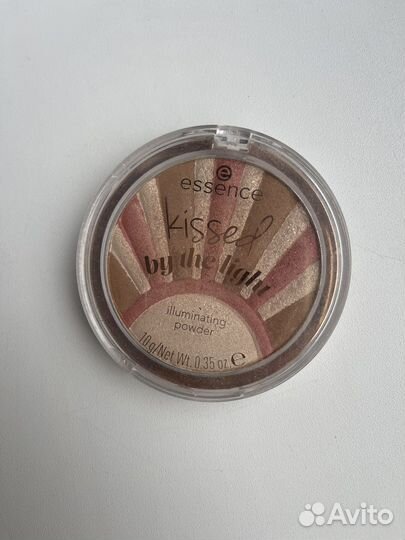 essence
kissed
by the light
illuminating
powder
10g/Net Wt. 0.35 oz ℮
Avito